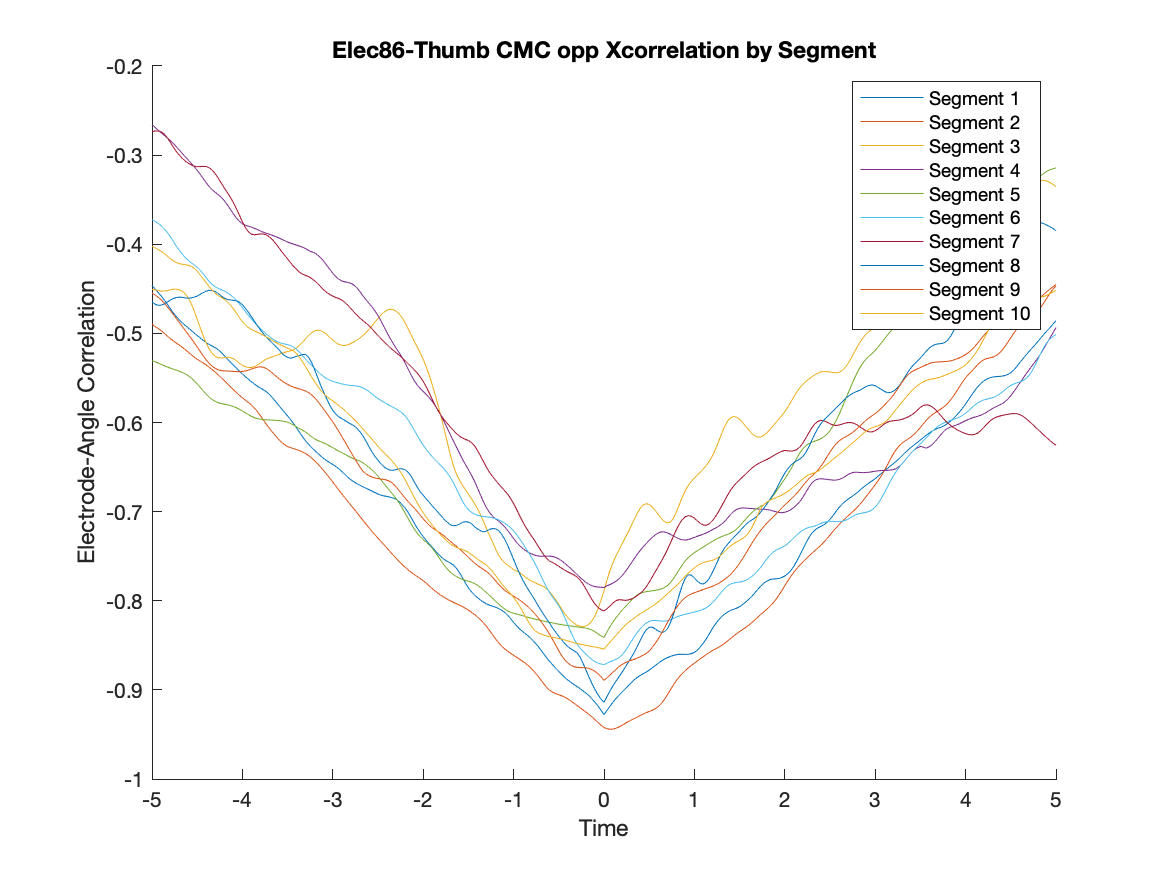 Elec86-Thumb CMC opp Xcorrelation by Segment
-0.2
-0.3
-0.4
-0.5
-0.6
-0.7
-0.8
-0.9
-1
Electrode-Angle Correlation
Segment 1
Segment 2
Segment 3
Segment 4
Segment 5
Segment 6
Segment 7
Segment 8
Segment 9
Segment 10
-5 -4 -3 -2 -1 0 1 2 3 4 5
Time